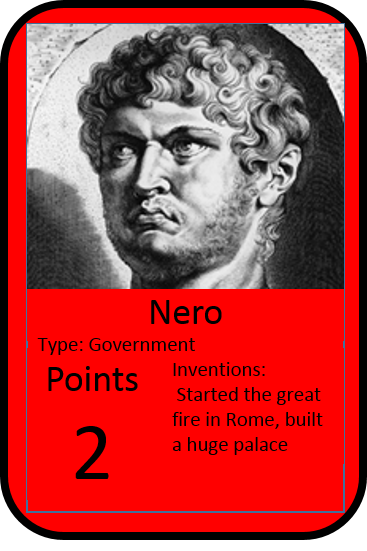 Nero
Type: Government
Points
2
Inventions:
Started the great
fire in Rome, built
a huge palace